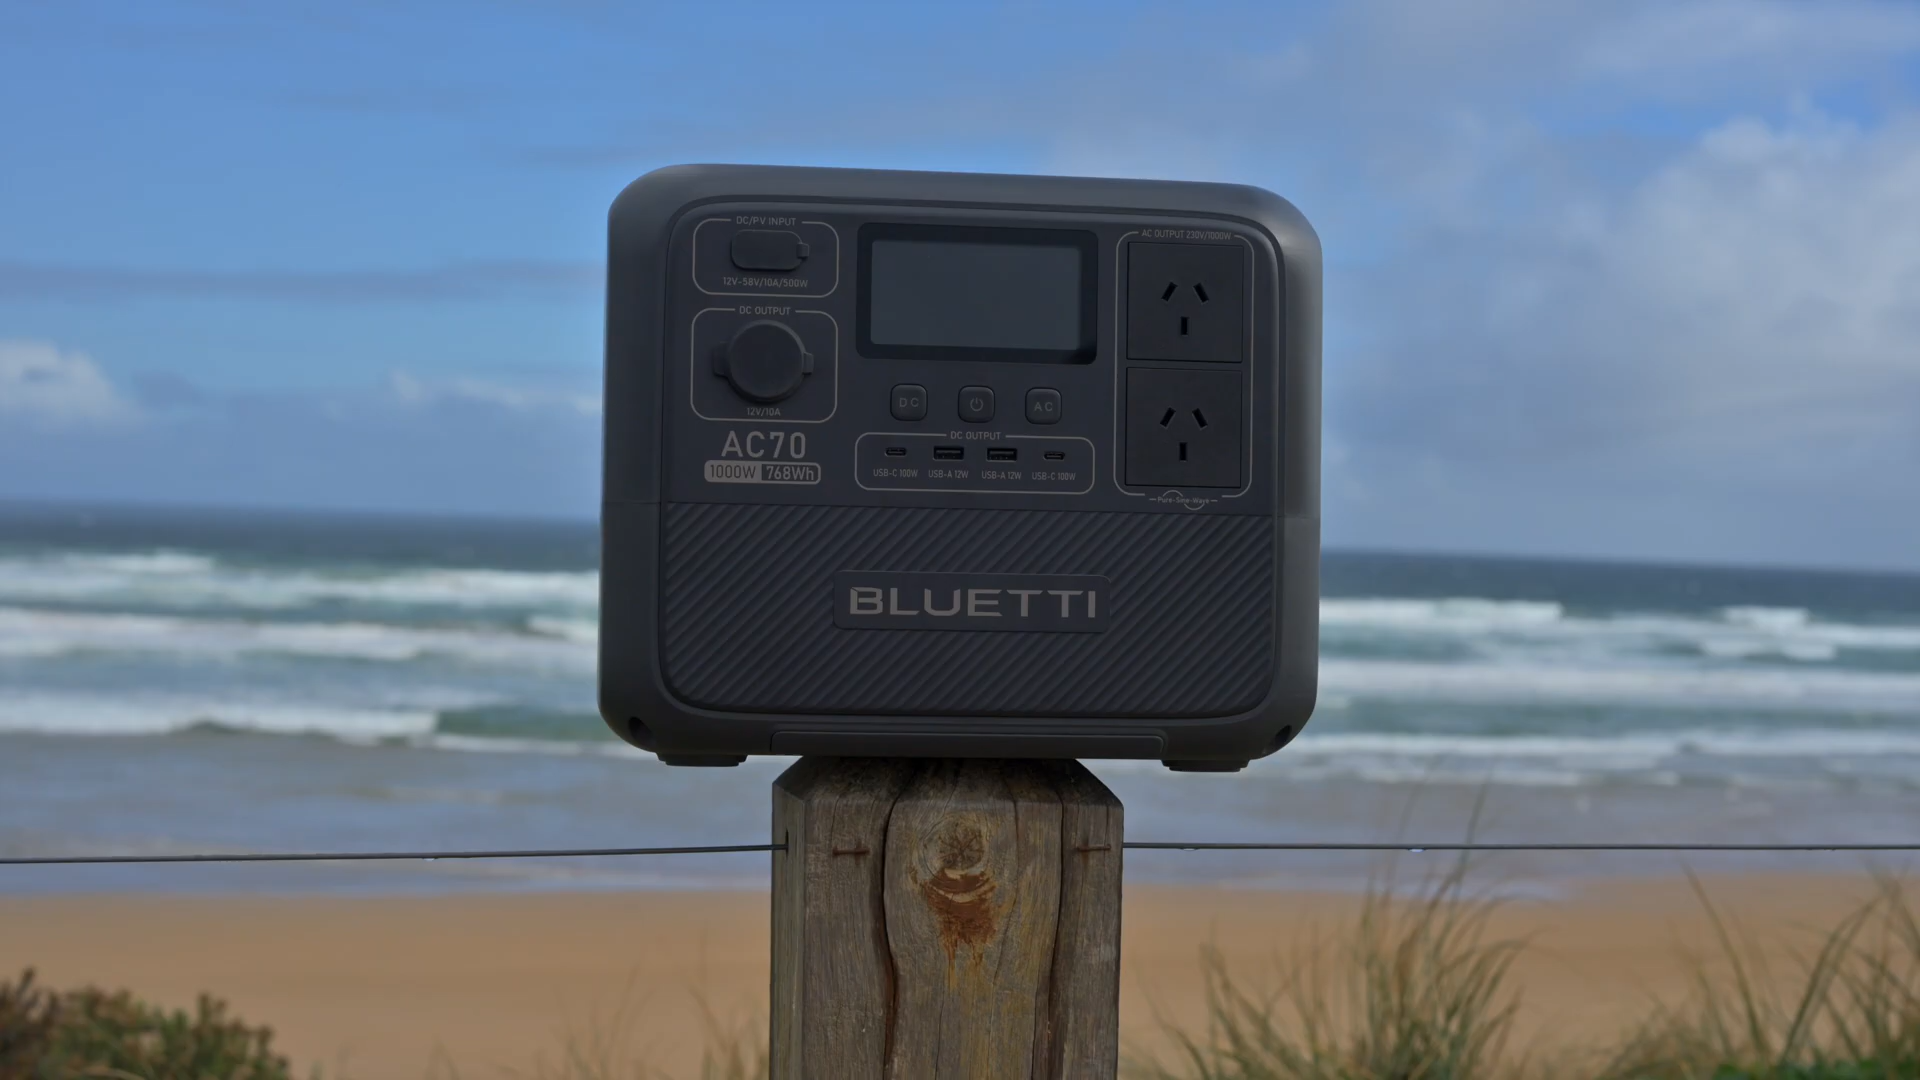 DC/PV INPUT
12V-58V/10A/500W
DC OUTPUT
12V/10A
AC70
1000W 768Wh
DC
AC
DC OUTPUT
USB-C 100W USB-A 12W USB-A 12W USB-C 100W
AC OUTPUT 230V/1000W
Pure-Sine-Wave
BLUETTI